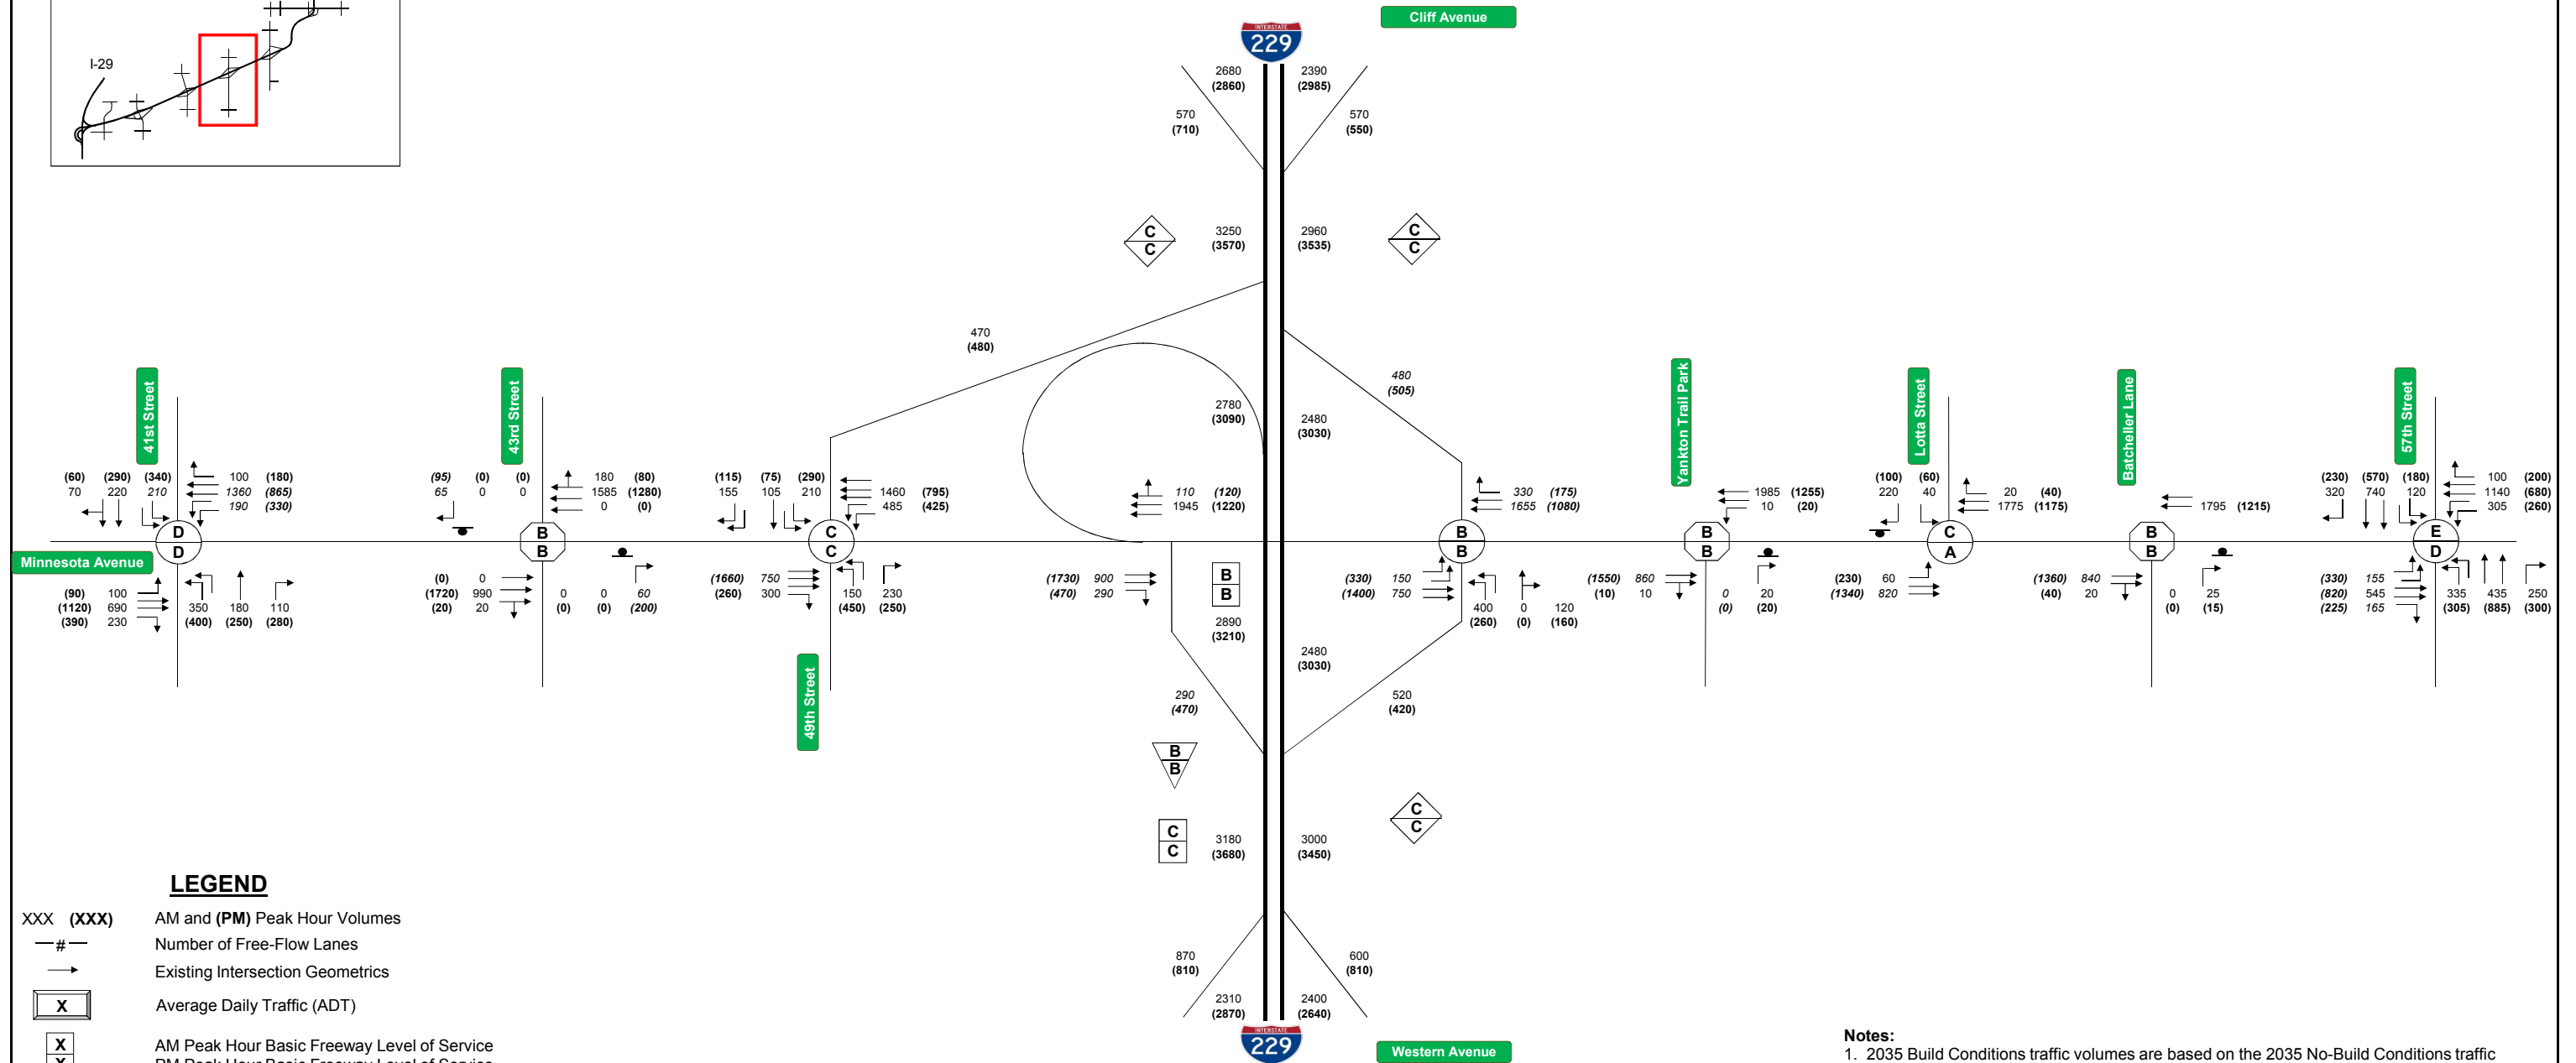 Cliff Avenue
INTERSTATE
229
I-29
2680
(2860)
2390
(2985)
570
(710)
570
(550)
C
C
3250
(3570)
2960
(3535)
C
C
470
(480)
480
(505)
2780
(3090)
2480
(3030)
41st Street
43rd Street
Yankton Trail Park
Lotta Street
Batcheller Lane
57th Street
(60) (290) (340)
70 220 210
100 (180)
1360 (865)
190 (330)
(95) (0) (0)
65 0 0
180 (80)
1585 (1280)
0 (0)
(115) (75) (290)
155 105 210
1460 (795)
485 (425)
110 (120)
1945 (1220)
330 (175)
1655 (1080)
1985 (1255)
10 (20)
(100) (60)
220 40
20 (40)
1775 (1175)
1795 (1215)
(230) (570) (180)
320 740 120
100 (200)
1140 (680)
305 (260)
D
D
B
B
C
C
B
B
B
B
C
A
B
B
E
D
Minnesota Avenue
(90) 100
(1120) 690
(390) 230
350 180 110
(400) (250) (280)
(0) 0
(1720) 990
(20) 20
0 0 60
(0) (0) (200)
(1660) 750
(260) 300
150 230
(450) (250)
(1730) 900
(470) 290
B
B
2890
(3210)
(330) 150
(1400) 750
400 0 120
(260) (0) (160)
(1550) 860
(10) 10
0 20
(0) (20)
(230) 60
(1340) 820
(1360) 840
(40) 20
0 25
(0) (15)
(330) 155
(820) 545
(225) 165
335 435 250
(305) (885) (300)
49th Street
2480
(3030)
290
(470)
520
(420)
B
B
C
C
3180
(3680)
3000
(3450)
C
C
870
(810)
600
(810)
2310
(2870)
2400
(2640)
INTERSTATE
229
Western Avenue
LEGEND
XXX (XXX) AM and (PM) Peak Hour Volumes
# Number of Free-Flow Lanes
Existing Intersection Geometrics
X Average Daily Traffic (ADT)
X AM Peak Hour Basic Freeway Level of Service
X PM Peak Hour Basic Freeway Level of Service
Notes:
1. 2035 Build Conditions traffic volumes are based on the 2035 No-Build Conditions traffic